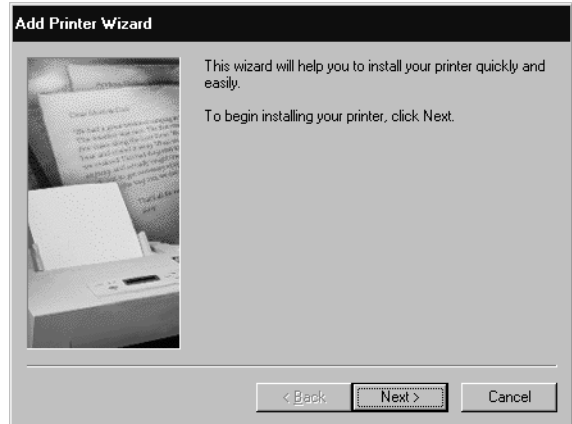 Add Printer Wizard
This wizard will help you to install your printer quickly and
easily.
To begin installing your printer, click Next.
< Back
Next >
Cancel